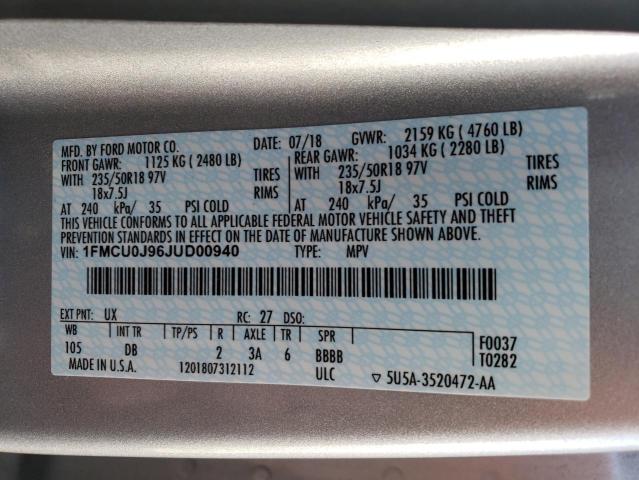 MFD. BY FORD MOTOR CO. DATE: 07/18 GVWR: 2159 KG ( 4760 LB)
FRONT GAWR: 1125 KG ( 2480 LB) REAR GAWR: 1034 KG ( 2280 LB)
WITH 235/50R18 97V TIRES WITH 235/50R18 97V TIRES
18x7.5J RIMS 18x7.5J RIMS
AT 240 kPa/ 35 PSI COLD AT 240 kPa/ 35 PSI COLD
THIS VEHICLE CONFORMS TO ALL APPLICABLE FEDERAL MOTOR VEHICLE SAFETY AND THEFT
PREVENTION STANDARDS IN EFFECT ON THE DATE OF MANUFACTURE SHOWN ABOVE.
VIN: 1FMCU0J96JUD00940 TYPE: MPV
EXT PNT: UX RC: 27 DSO:
WB INT TR TP/PS R AXLE TR SPR F0037
105 DB 2 3A 6 BBBB T0282
MADE IN U.S.A. 1201807312112 ULC ▽ 5U5A-3520472-AA